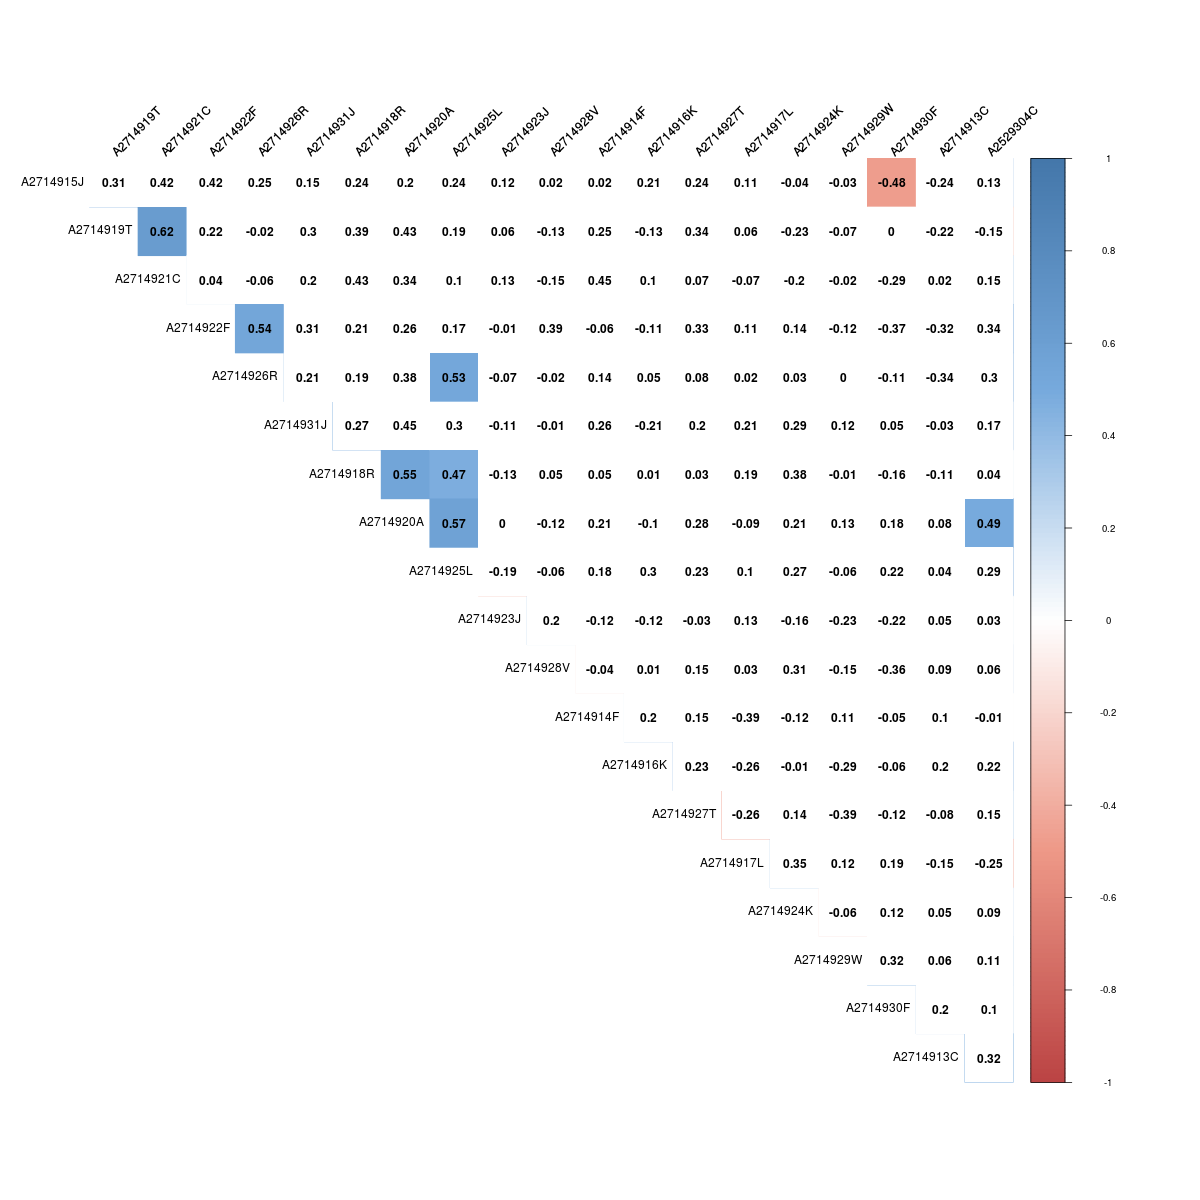 A2714919T A2714921C A2714922F A2714926R A2714931J A2714918R A2714920A A2714925L A2714923J A2714928V A2714914F A2714916K A2714927T A2714917L A2714924K A2714929W A2714930F A2714913C A2529304C
A2714915J 0.31 0.42 0.42 0.25 0.15 0.24 0.2 0.24 0.12 0.02 0.02 0.21 0.24 0.11 -0.04 -0.03 -0.48 -0.24 0.13
A2714919T 0.62 0.22 -0.02 0.3 0.39 0.43 0.19 0.06 -0.13 0.25 -0.13 0.34 0.06 -0.23 -0.07 0 -0.22 -0.15
A2714921C 0.04 -0.06 0.2 0.43 0.34 0.1 0.13 -0.15 0.45 0.1 0.07 -0.07 -0.2 -0.02 -0.29 0.02 0.15
A2714922F 0.54 0.31 0.21 0.26 0.17 -0.01 0.39 -0.06 -0.11 0.33 0.11 0.14 -0.12 -0.37 -0.32 0.34
A2714926R 0.21 0.19 0.38 0.53 -0.07 -0.02 0.14 0.05 0.08 0.02 0.03 0 -0.11 -0.34 0.3
A2714931J 0.27 0.45 0.3 -0.11 -0.01 0.26 -0.21 0.2 0.21 0.29 0.12 0.05 -0.03 0.17
A2714918R 0.55 0.47 -0.13 0.05 0.05 0.01 0.03 0.19 0.38 -0.01 -0.16 -0.11 0.04
A2714920A 0.57 0 -0.12 0.21 -0.1 0.28 -0.09 0.21 0.13 0.18 0.08 0.49
A2714925L -0.19 -0.06 0.18 0.3 0.23 0.1 0.27 -0.06 0.22 0.04 0.29
A2714923J 0.2 -0.12 -0.12 -0.03 0.13 -0.16 -0.23 -0.22 0.05 0.03
A2714928V -0.04 0.01 0.15 0.03 0.31 -0.15 -0.36 0.09 0.06
A2714914F 0.2 0.15 -0.39 -0.12 0.11 -0.05 0.1 -0.01
A2714916K 0.23 -0.26 -0.01 -0.29 -0.06 0.2 0.22
A2714927T -0.26 0.14 -0.39 -0.12 -0.08 0.15
A2714917L 0.35 0.12 0.19 -0.15 -0.25
A2714924K -0.06 0.12 0.05 0.09
A2714929W 0.32 0.06 0.11
A2714930F 0.2 0.1
A2714913C 0.32
1
0.8
0.6
0.4
0.2
0
-0.2
-0.4
-0.6
-0.8
-1